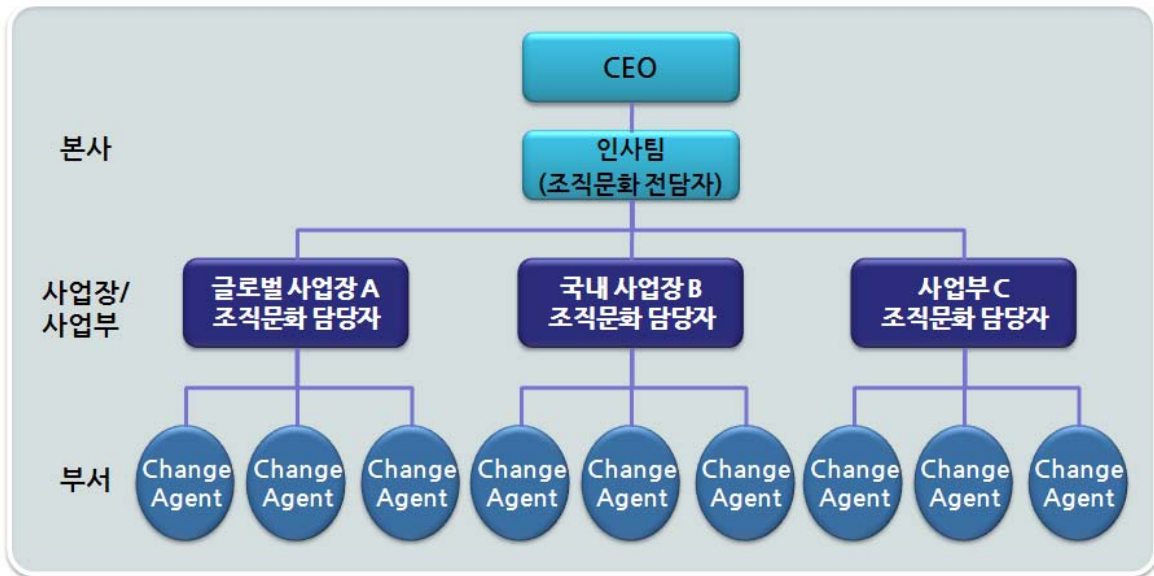 CEO
본사
인사팀
(조직문화 전담자)
사업장/
사업부
글로벌 사업장 A
조직문화 담당자
국내 사업장 B
조직문화 담당자
사업부 C
조직문화 담당자
부서
Change
Agent
Change
Agent
Change
Agent
Change
Agent
Change
Agent
Change
Agent
Change
Agent
Change
Agent
Change
Agent